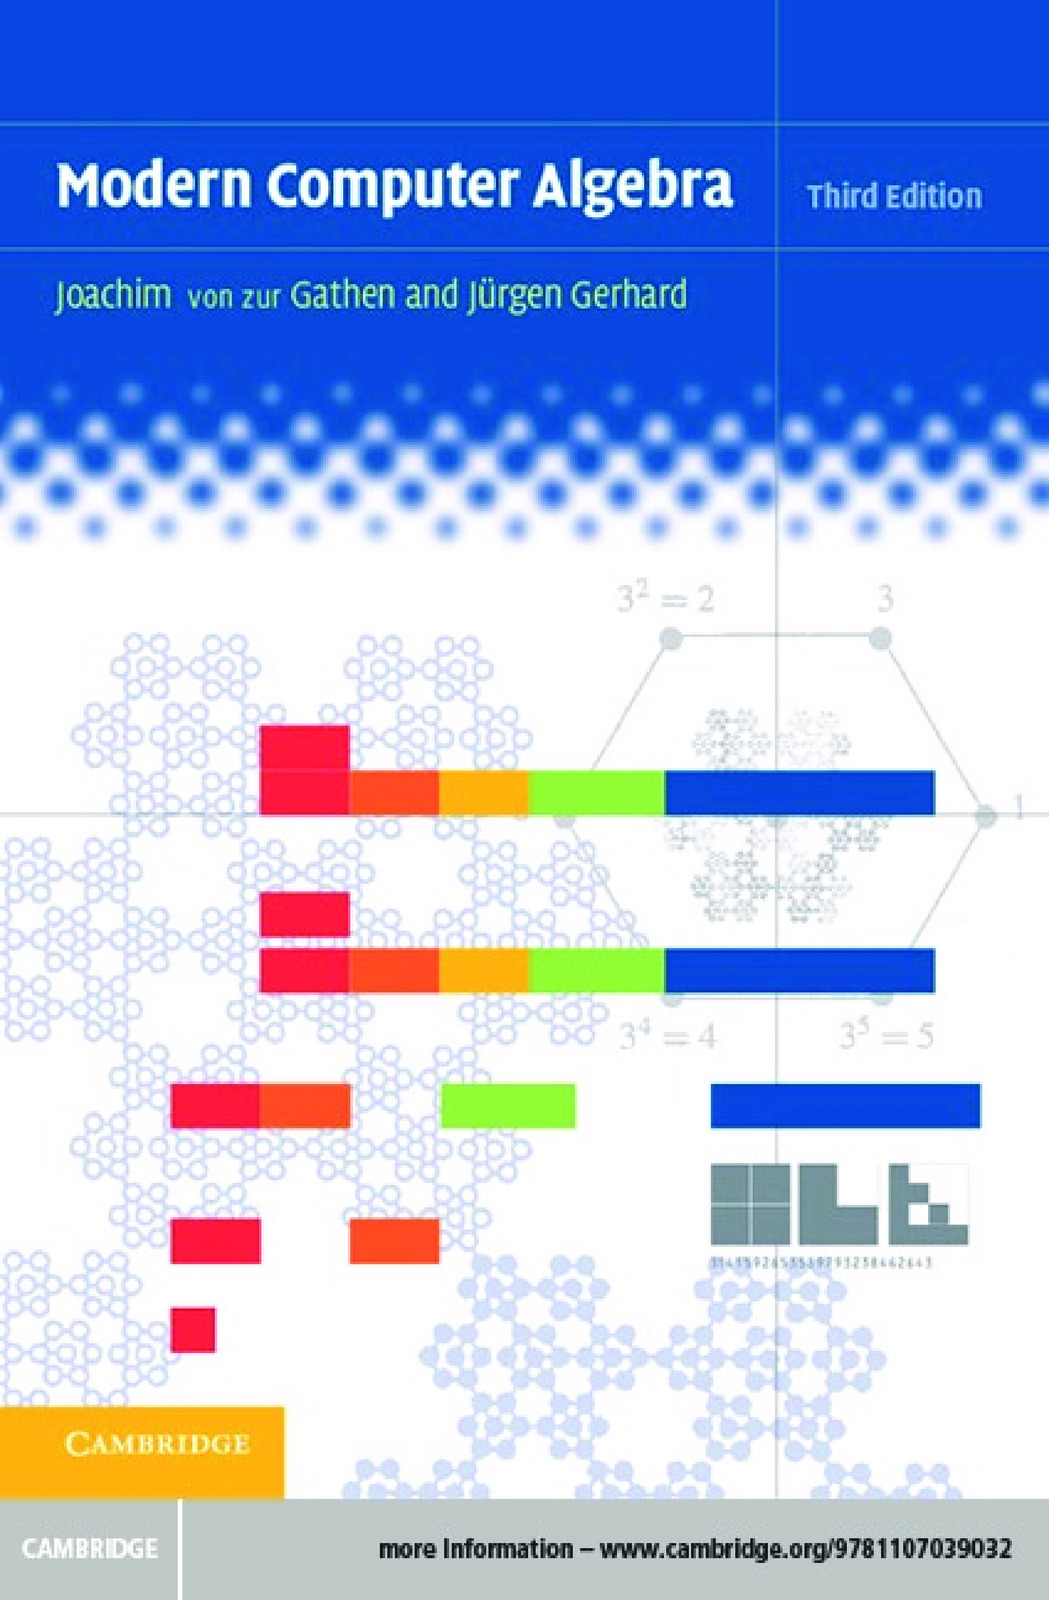 Modern Computer Algebra Third Edition
Joachim von zur Gathen and Jürgen Gerhard
3² = 2 3
1
3⁴ = 4 3⁵ = 5
CAMBRIDGE
CAMBRIDGE more Information – www.cambridge.org/9781107039032